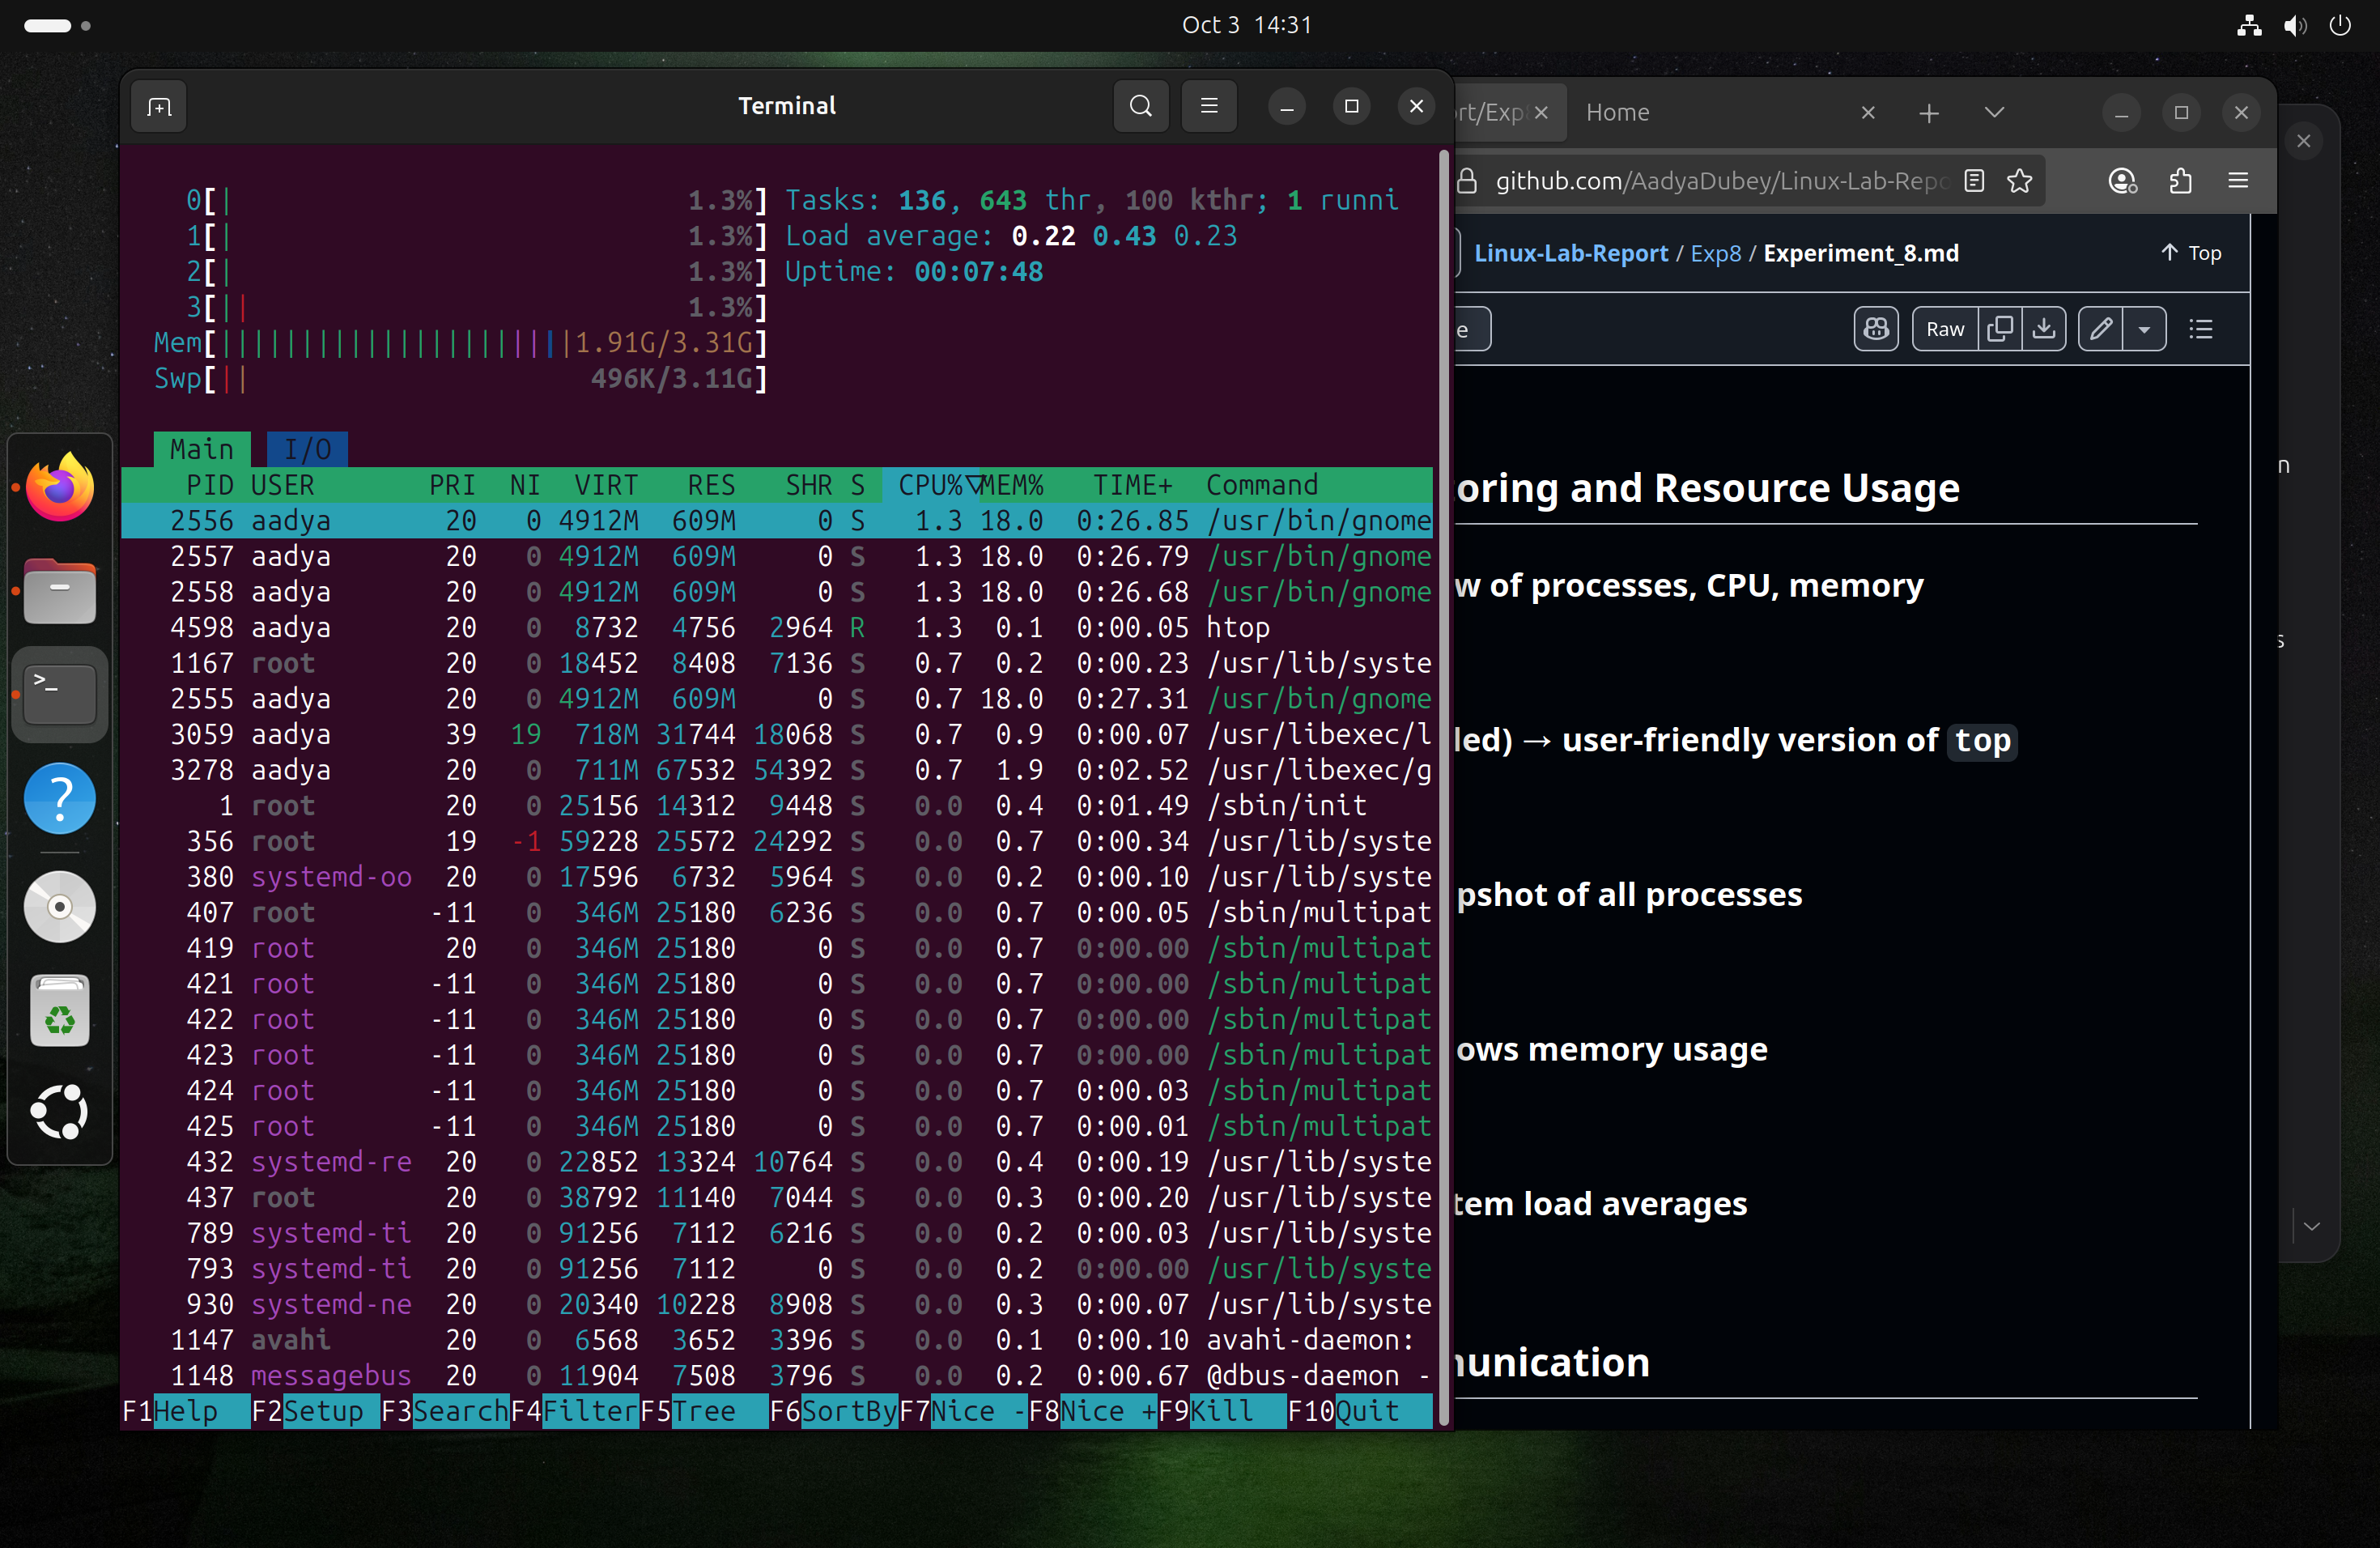 Oct 3 14:31
Terminal
0[| 1.3%] Tasks: 136, 643 thr, 100 kthr; 1 runni
1[| 1.3%] Load average: 0.22 0.43 0.23
2[| 1.3%] Uptime: 00:07:48
3[|| 1.3%]
Mem[||||||||||||||||||||||1.91G/3.31G]
Swp[|| 496K/3.11G]
Main I/O
PID USER PRI NI VIRT RES SHR S CPU%▽MEM% TIME+ Command
2556 aadya 20 0 4912M 609M 0 S 1.3 18.0 0:26.85 /usr/bin/gnome
2557 aadya 20 0 4912M 609M 0 S 1.3 18.0 0:26.79 /usr/bin/gnome
2558 aadya 20 0 4912M 609M 0 S 1.3 18.0 0:26.68 /usr/bin/gnome
4598 aadya 20 0 8732 4756 2964 R 1.3 0.1 0:00.05 htop
1167 root 20 0 18452 8408 7136 S 0.7 0.2 0:00.23 /usr/lib/syste
2555 aadya 20 0 4912M 609M 0 S 0.7 18.0 0:27.31 /usr/bin/gnome
3059 aadya 39 19 718M 31744 18068 S 0.7 0.9 0:00.07 /usr/libexec/l
3278 aadya 20 0 711M 67532 54392 S 0.7 1.9 0:02.52 /usr/libexec/g
1 root 20 0 25156 14312 9448 S 0.0 0.4 0:01.49 /sbin/init
356 root 19 -1 59228 25572 24292 S 0.0 0.7 0:00.34 /usr/lib/syste
380 systemd-oo 20 0 17596 6732 5964 S 0.0 0.2 0:00.10 /usr/lib/syste
407 root -11 0 346M 25180 6236 S 0.0 0.7 0:00.05 /sbin/multipat
419 root 20 0 346M 25180 0 S 0.0 0.7 0:00.00 /sbin/multipat
421 root -11 0 346M 25180 0 S 0.0 0.7 0:00.00 /sbin/multipat
422 root -11 0 346M 25180 0 S 0.0 0.7 0:00.00 /sbin/multipat
423 root -11 0 346M 25180 0 S 0.0 0.7 0:00.00 /sbin/multipat
424 root -11 0 346M 25180 0 S 0.0 0.7 0:00.03 /sbin/multipat
425 root -11 0 346M 25180 0 S 0.0 0.7 0:00.01 /sbin/multipat
432 systemd-re 20 0 22852 13324 10764 S 0.0 0.4 0:00.19 /usr/lib/syste
437 root 20 0 38792 11140 7044 S 0.0 0.3 0:00.20 /usr/lib/syste
789 systemd-ti 20 0 91256 7112 6216 S 0.0 0.2 0:00.03 /usr/lib/syste
793 systemd-ti 20 0 91256 7112 0 S 0.0 0.2 0:00.00 /usr/lib/syste
930 systemd-ne 20 0 20340 10228 8908 S 0.0 0.3 0:00.07 /usr/lib/syste
1147 avahi 20 0 6568 3652 3396 S 0.0 0.1 0:00.10 avahi-daemon:
1148 messagebus 20 0 11904 7508 3796 S 0.0 0.2 0:00.67 @dbus-daemon -
F1Help F2Setup F3SearchF4FilterF5Tree F6SortByF7Nice -F8Nice +F9Kill F10Quit
ort/Exp Home
github.com/AadyaDubey/Linux-Lab-Repo
Linux-Lab-Report / Exp8 / Experiment_8.md ↑ Top
e Raw
oring and Resource Usage
w of processes, CPU, memory
led) → user-friendly version of top
pshot of all processes
ows memory usage
tem load averages
unication
n
s